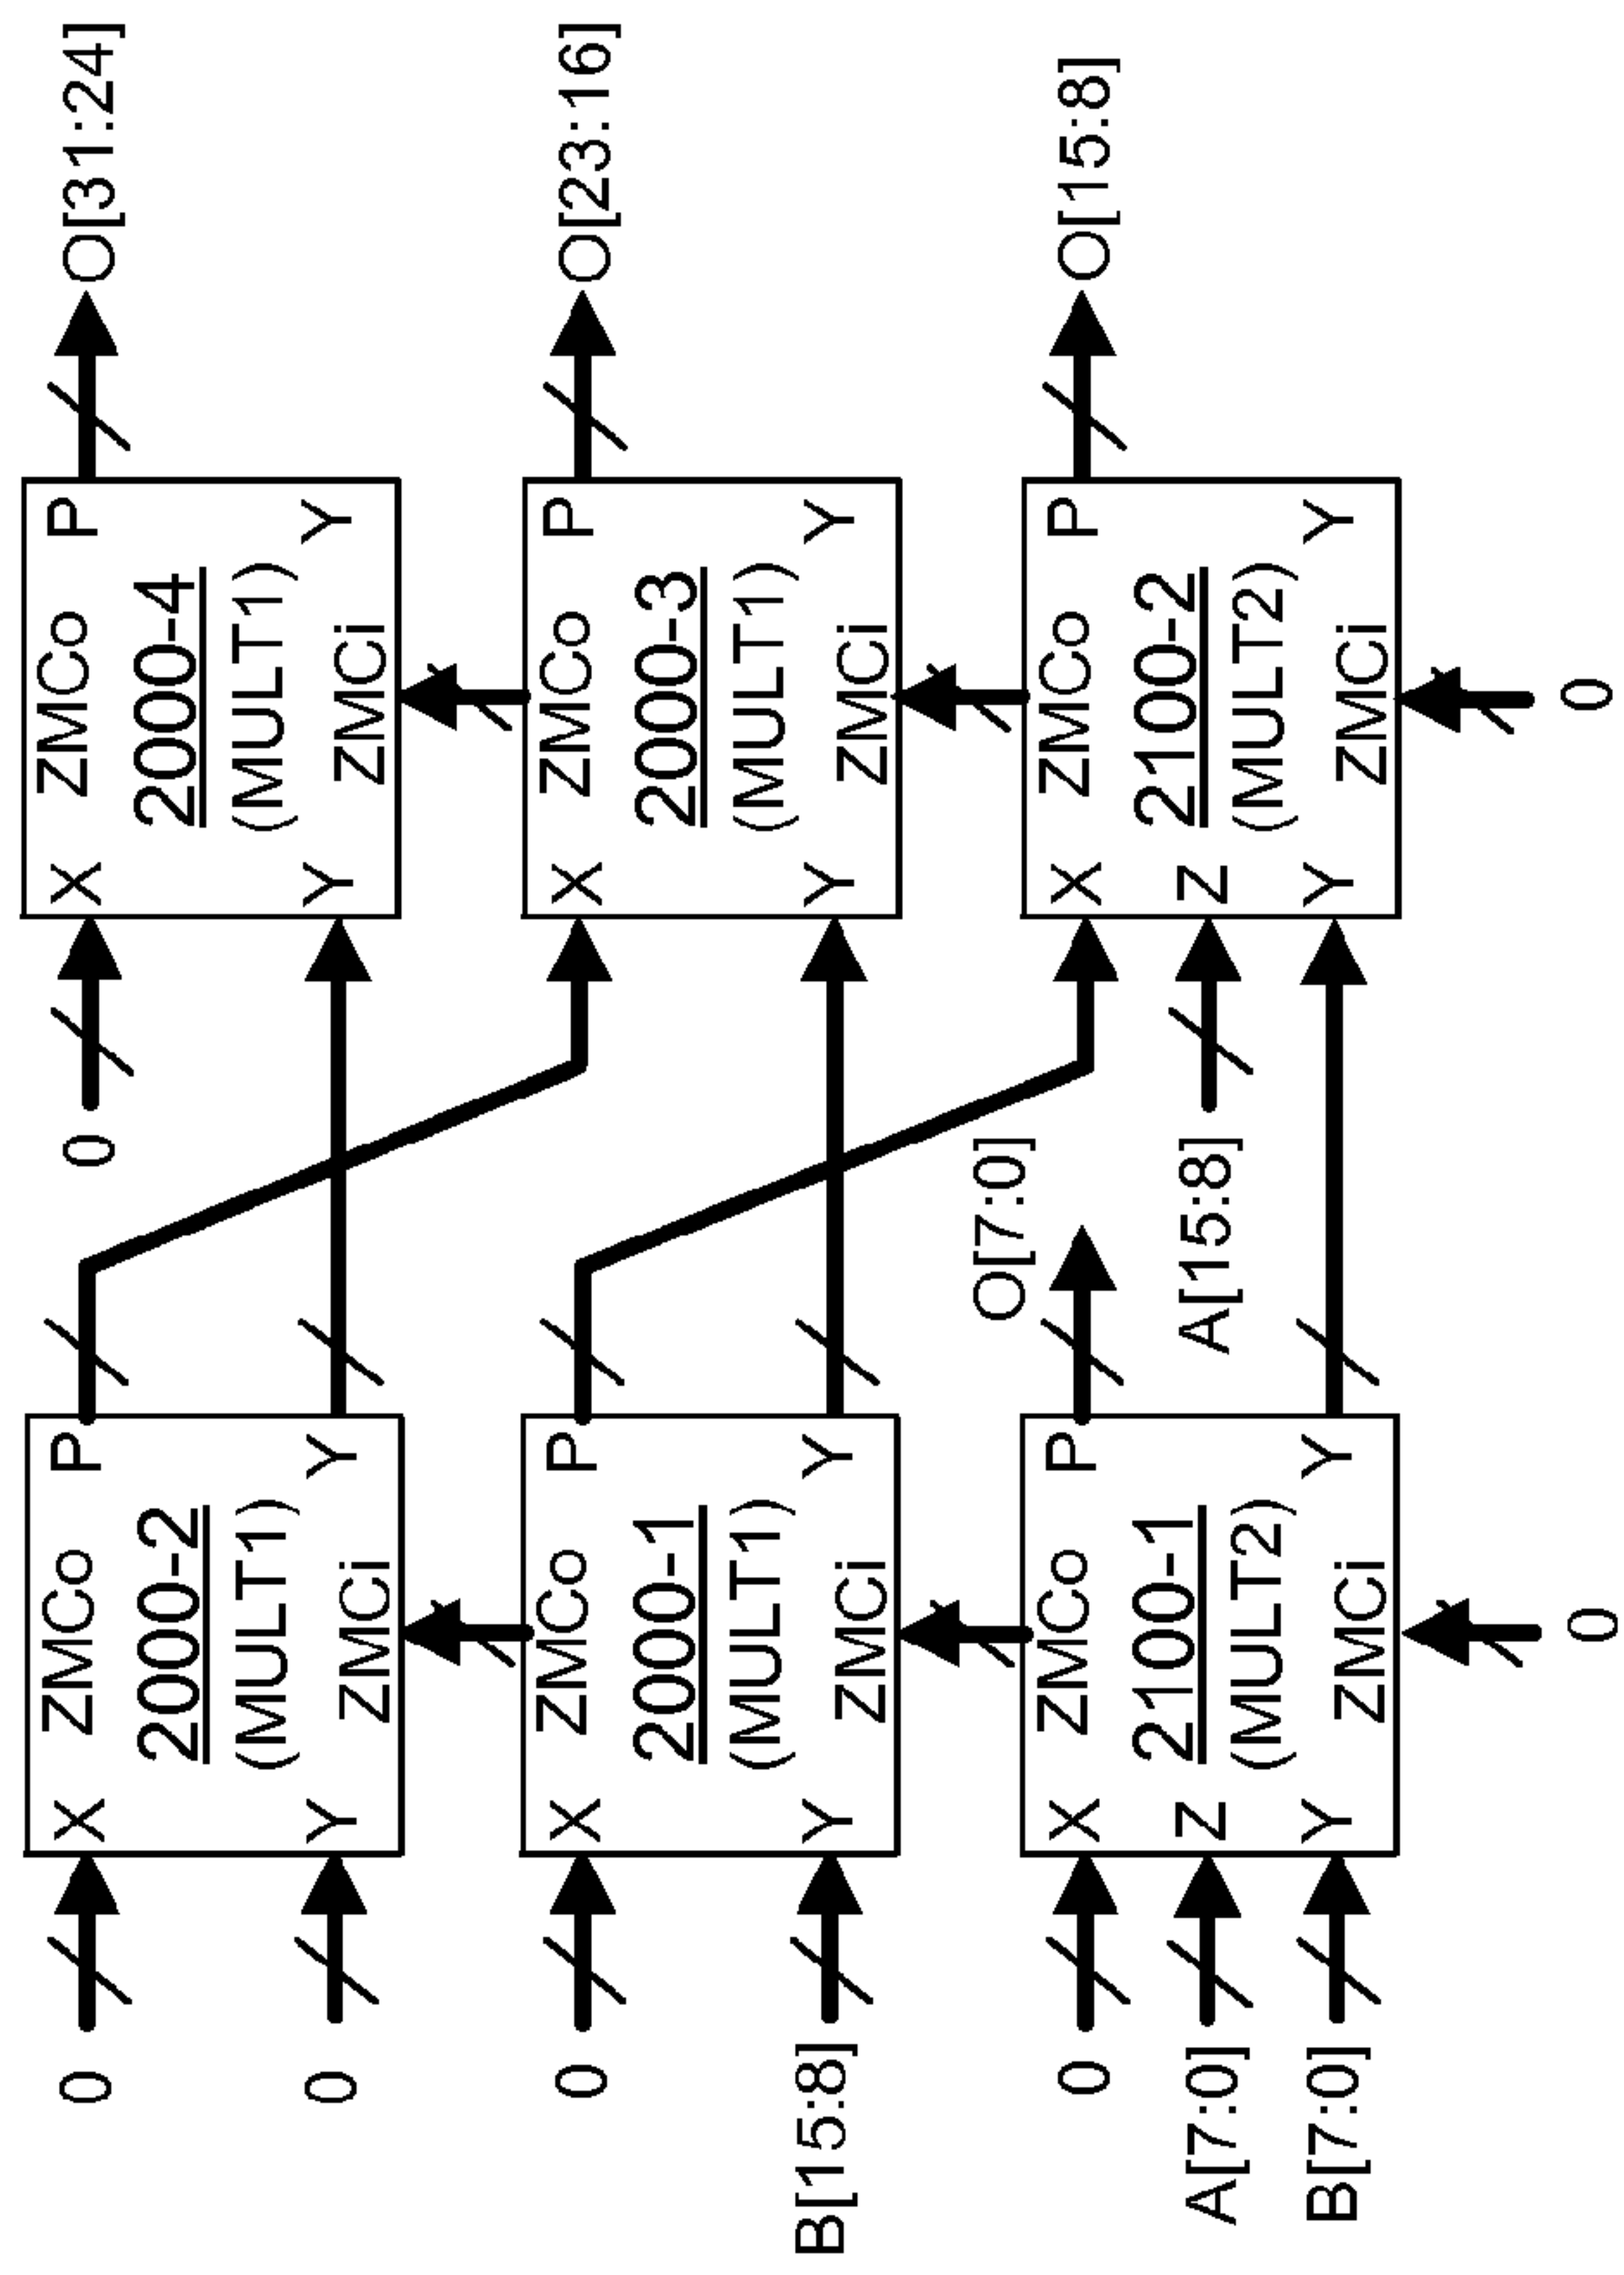 O[31:24]
O[23:16]
O[15:8]
P
ZMCo
X
2000-4
(MULT1)
Y
ZMCi
Y
P
ZMCo
X
2000-3
(MULT1)
Y
ZMCi
Y
P
ZMCo
X
2100-2
(MULT2)
Z
Y
ZMCi
Y
0
0
A[15:8]
O[7:0]
P
ZMCo
X
2000-2
(MULT1)
Y
ZMCi
Y
P
ZMCo
X
2000-1
(MULT1)
Y
ZMCi
Y
P
ZMCo
X
2100-1
(MULT2)
Z
Y
ZMCi
Y
0
0
0
0
B[15:8]
0
A[7:0]
B[7:0]